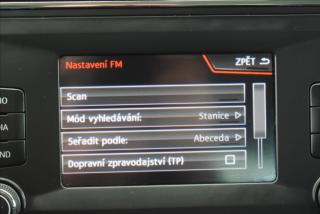 Nastavení FM ZPĚT
Scan
Mód vyhledávání: Stanice
Seřadit podle: Abeceda
Dopravní zpravodajství (TP)